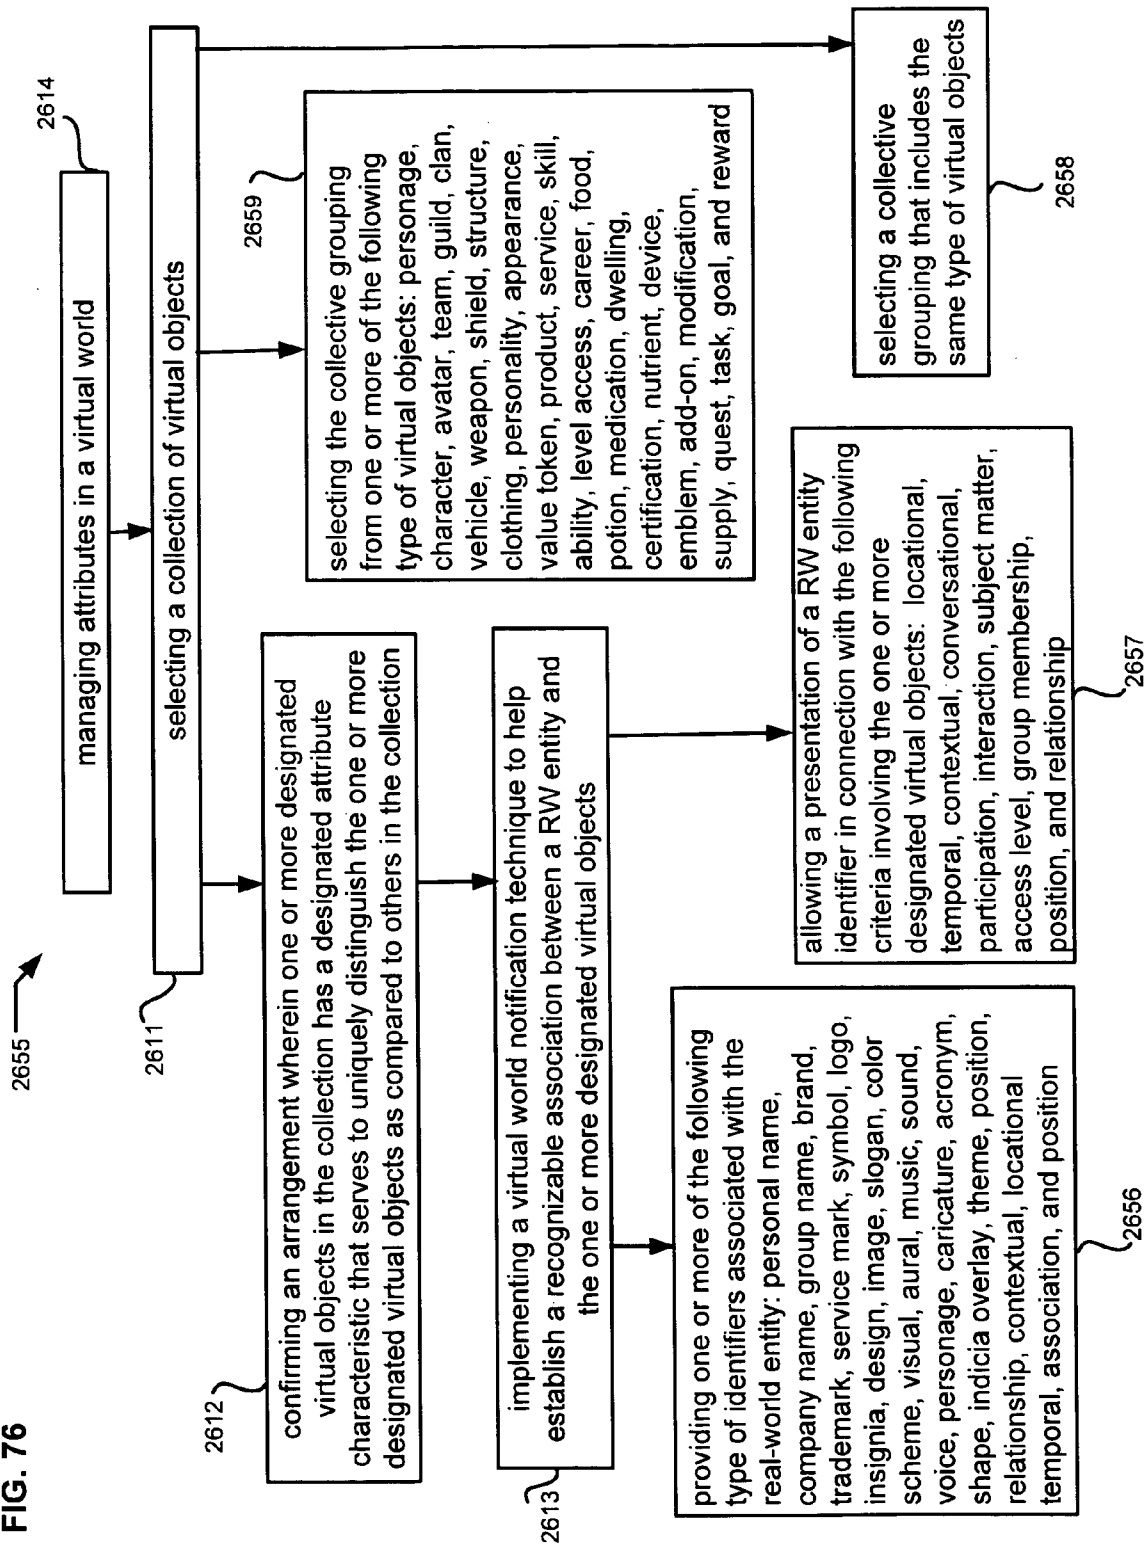 FIG. 76
2655
2614
managing attributes in a virtual world
2611
selecting a collection of virtual objects
2612
confirming an arrangement wherein one or more designated
virtual objects in the collection has a designated attribute
characteristic that serves to uniquely distinguish the one or more
designated virtual objects as compared to others in the collection
2659
selecting the collective grouping
from one or more of the following
type of virtual objects: personage,
character, avatar, team, guild, clan,
vehicle, weapon, shield, structure,
clothing, personality, appearance,
value token, product, service, skill,
ability, level access, career, food,
potion, medication, dwelling,
certification, nutrient, device,
emblem, add-on, modification,
supply, quest, task, goal, and reward
2613
implementing a virtual world notification technique to help
establish a recognizable association between a RW entity and
the one or more designated virtual objects
providing one or more of the following
type of identifiers associated with the
real-world entity: personal name,
company name, group name, brand,
trademark, service mark, symbol, logo,
insignia, design, image, slogan, color
scheme, visual, aural, music, sound,
voice, personage, caricature, acronym,
shape, indicia overlay, theme, position,
relationship, contextual, locational
temporal, association, and position
2656
allowing a presentation of a RW entity
identifier in connection with the following
criteria involving the one or more
designated virtual objects: locational,
temporal, contextual, conversational,
participation, interaction, subject matter,
access level, group membership,
position, and relationship
2657
selecting a collective
grouping that includes the
same type of virtual objects
2658